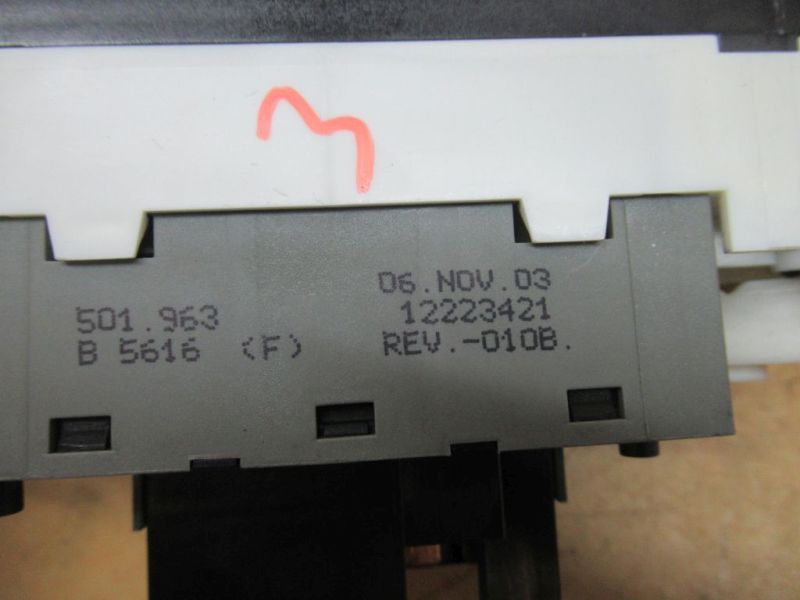 501.963
B 5616 (F)
06.NOV.03
12223421
REV.-010B.